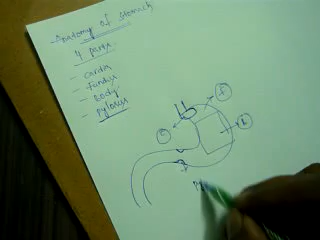 Anatomy of Stomach
4 parts
- cardia
- fundus
- Body
- pylorus